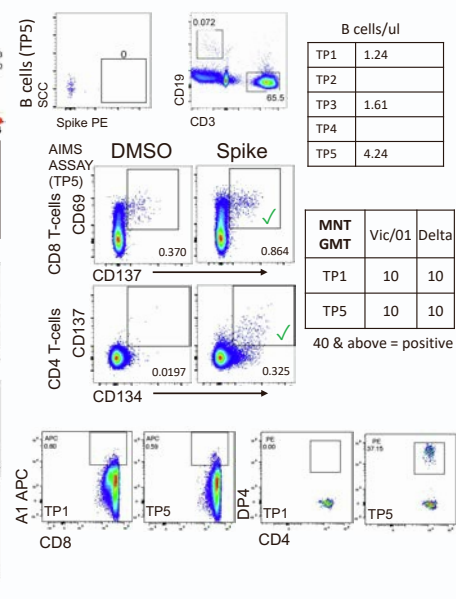 B cells (TP5)
SCC
0
Spike PE
0.072
CD19
65.5
CD3
B cells/ul
TP1 1.24
TP2
TP3 1.61
TP4
TP5 4.24
AIMS
ASSAY
(TP5)
DMSO Spike
CD8 T-cells
CD69
0.370
✓
0.864
CD137
CD4 T-cells
CD137
0.0197
✓
0.325
CD134
MNT
GMT
Vic/01 Delta
TP1 10 10
TP5 10 10
40 & above = positive
A1 APC
APC
0.80
TP1
APC
0.59
TP5
CD8
DP4
PE
0.00
TP1
PE
37.15
TP5
CD4